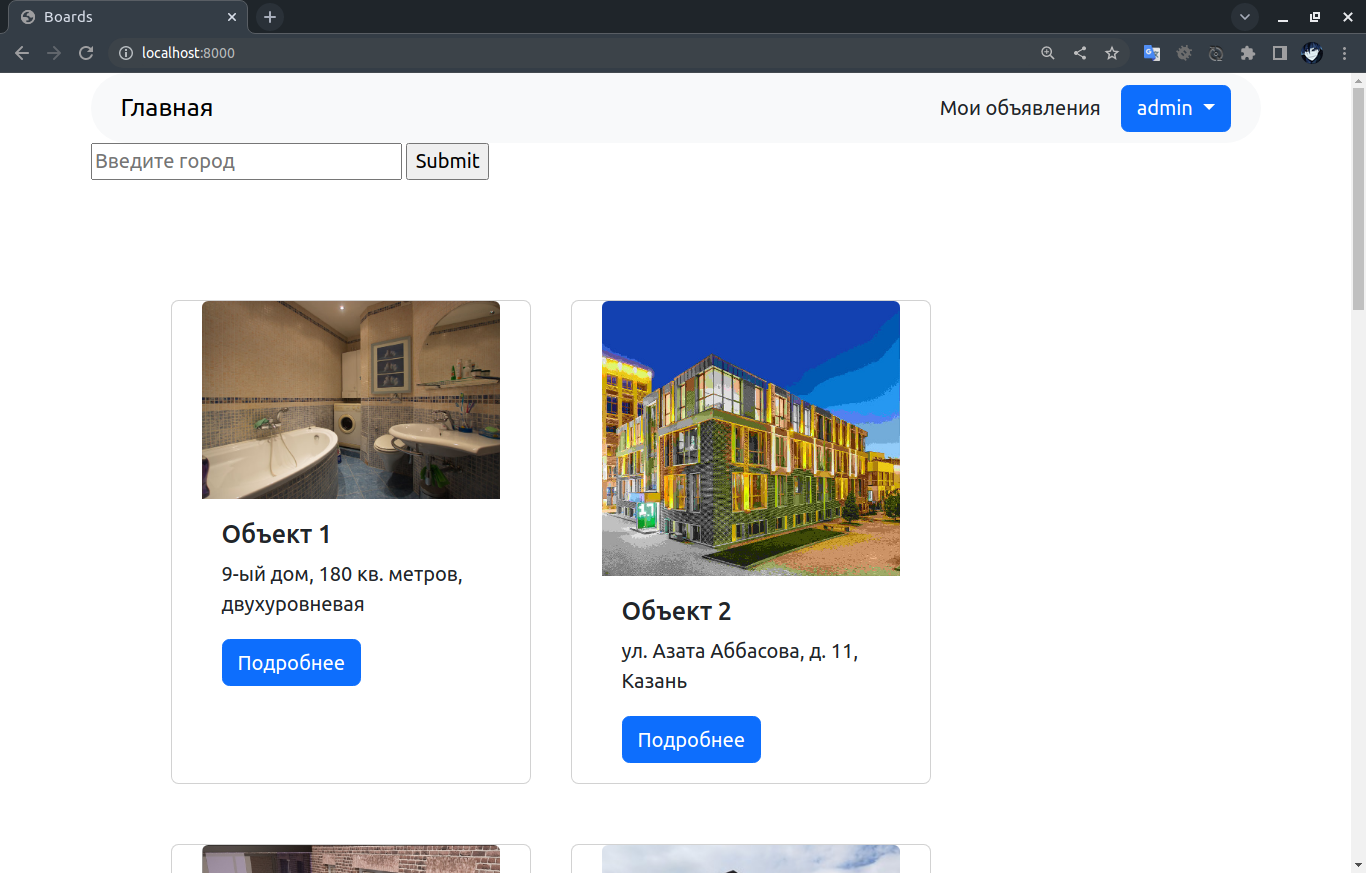 Boards
localhost:8000
Главная
Мои объявления
admin
Введите город
Submit
17
Объект 1
9-ый дом, 180 кв. метров,
двухуровневая
Подробнее
Объект 2
ул. Азата Аббасова, д. 11,
Казань
Подробнее